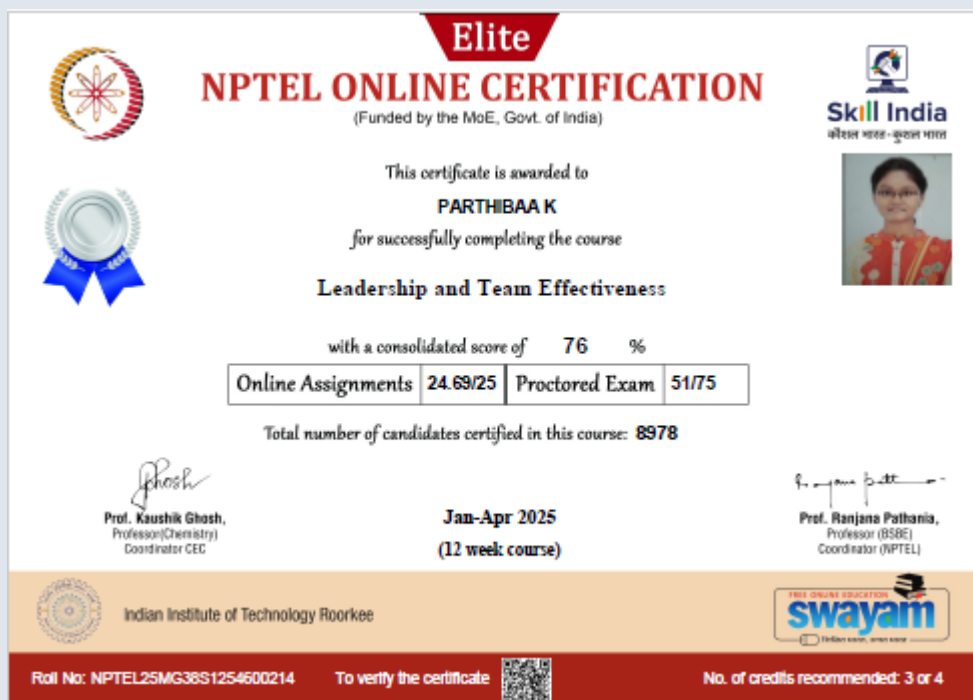 Elite
NPTEL ONLINE CERTIFICATION
(Funded by the MoE, Govt. of India)
Skill India
कौशल भारत - कुशल भारत
This certificate is awarded to
PARTHIBAA K
for successfully completing the course
Leadership and Team Effectiveness
with a consolidated score of 76 %
Online Assignments 24.69/25 Proctored Exam 51/75
Total number of candidates certified in this course: 8978
Prof. Kaushik Ghosh,
Professor(Chemistry)
Coordinator CEC
Jan-Apr 2025
(12 week course)
Prof. Ranjana Pathania,
Professor (BSBE)
Coordinator (NPTEL)
Indian Institute of Technology Roorkee
FREE ONLINE EDUCATION
swayam
Roll No: NPTEL25MG38S1254600214 To verify the certificate No. of credits recommended: 3 or 4